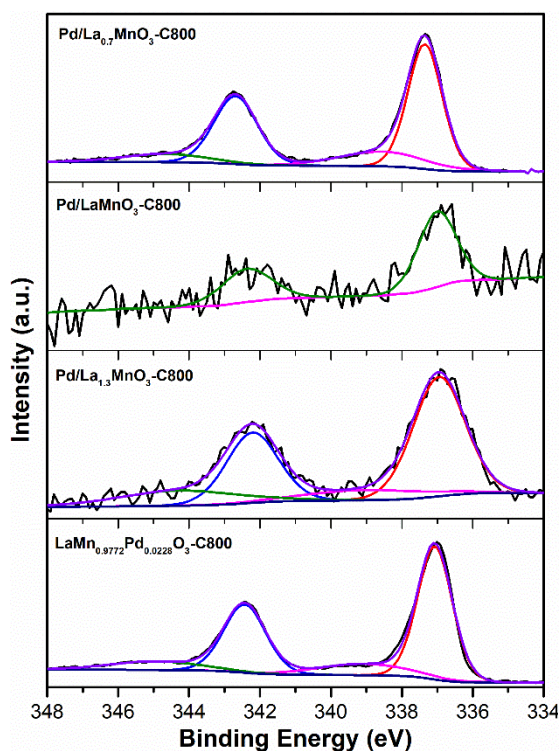 Pd/La0.7MnO3-C800
Pd/LaMnO3-C800
Pd/La1.3MnO3-C800
LaMn0.9772Pd0.0228O3-C800
Intensity (a.u.)
348 346 344 342 340 338 336 334
Binding Energy (eV)